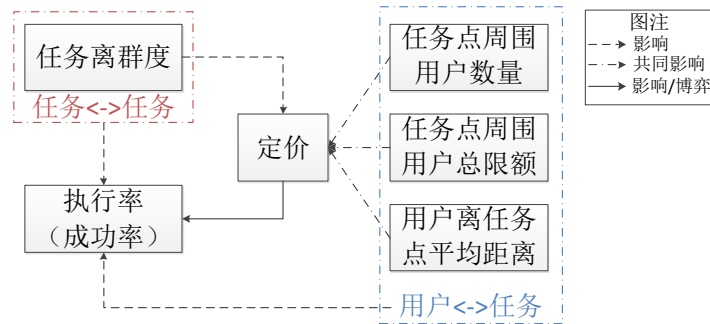 任务离群度
任务<->任务
执行率
（成功率）
定价
任务点周围
用户数量
任务点周围
用户总限额
用户离任务
点平均距离
用户<->任务
图注
影响
共同影响
影响/博弈